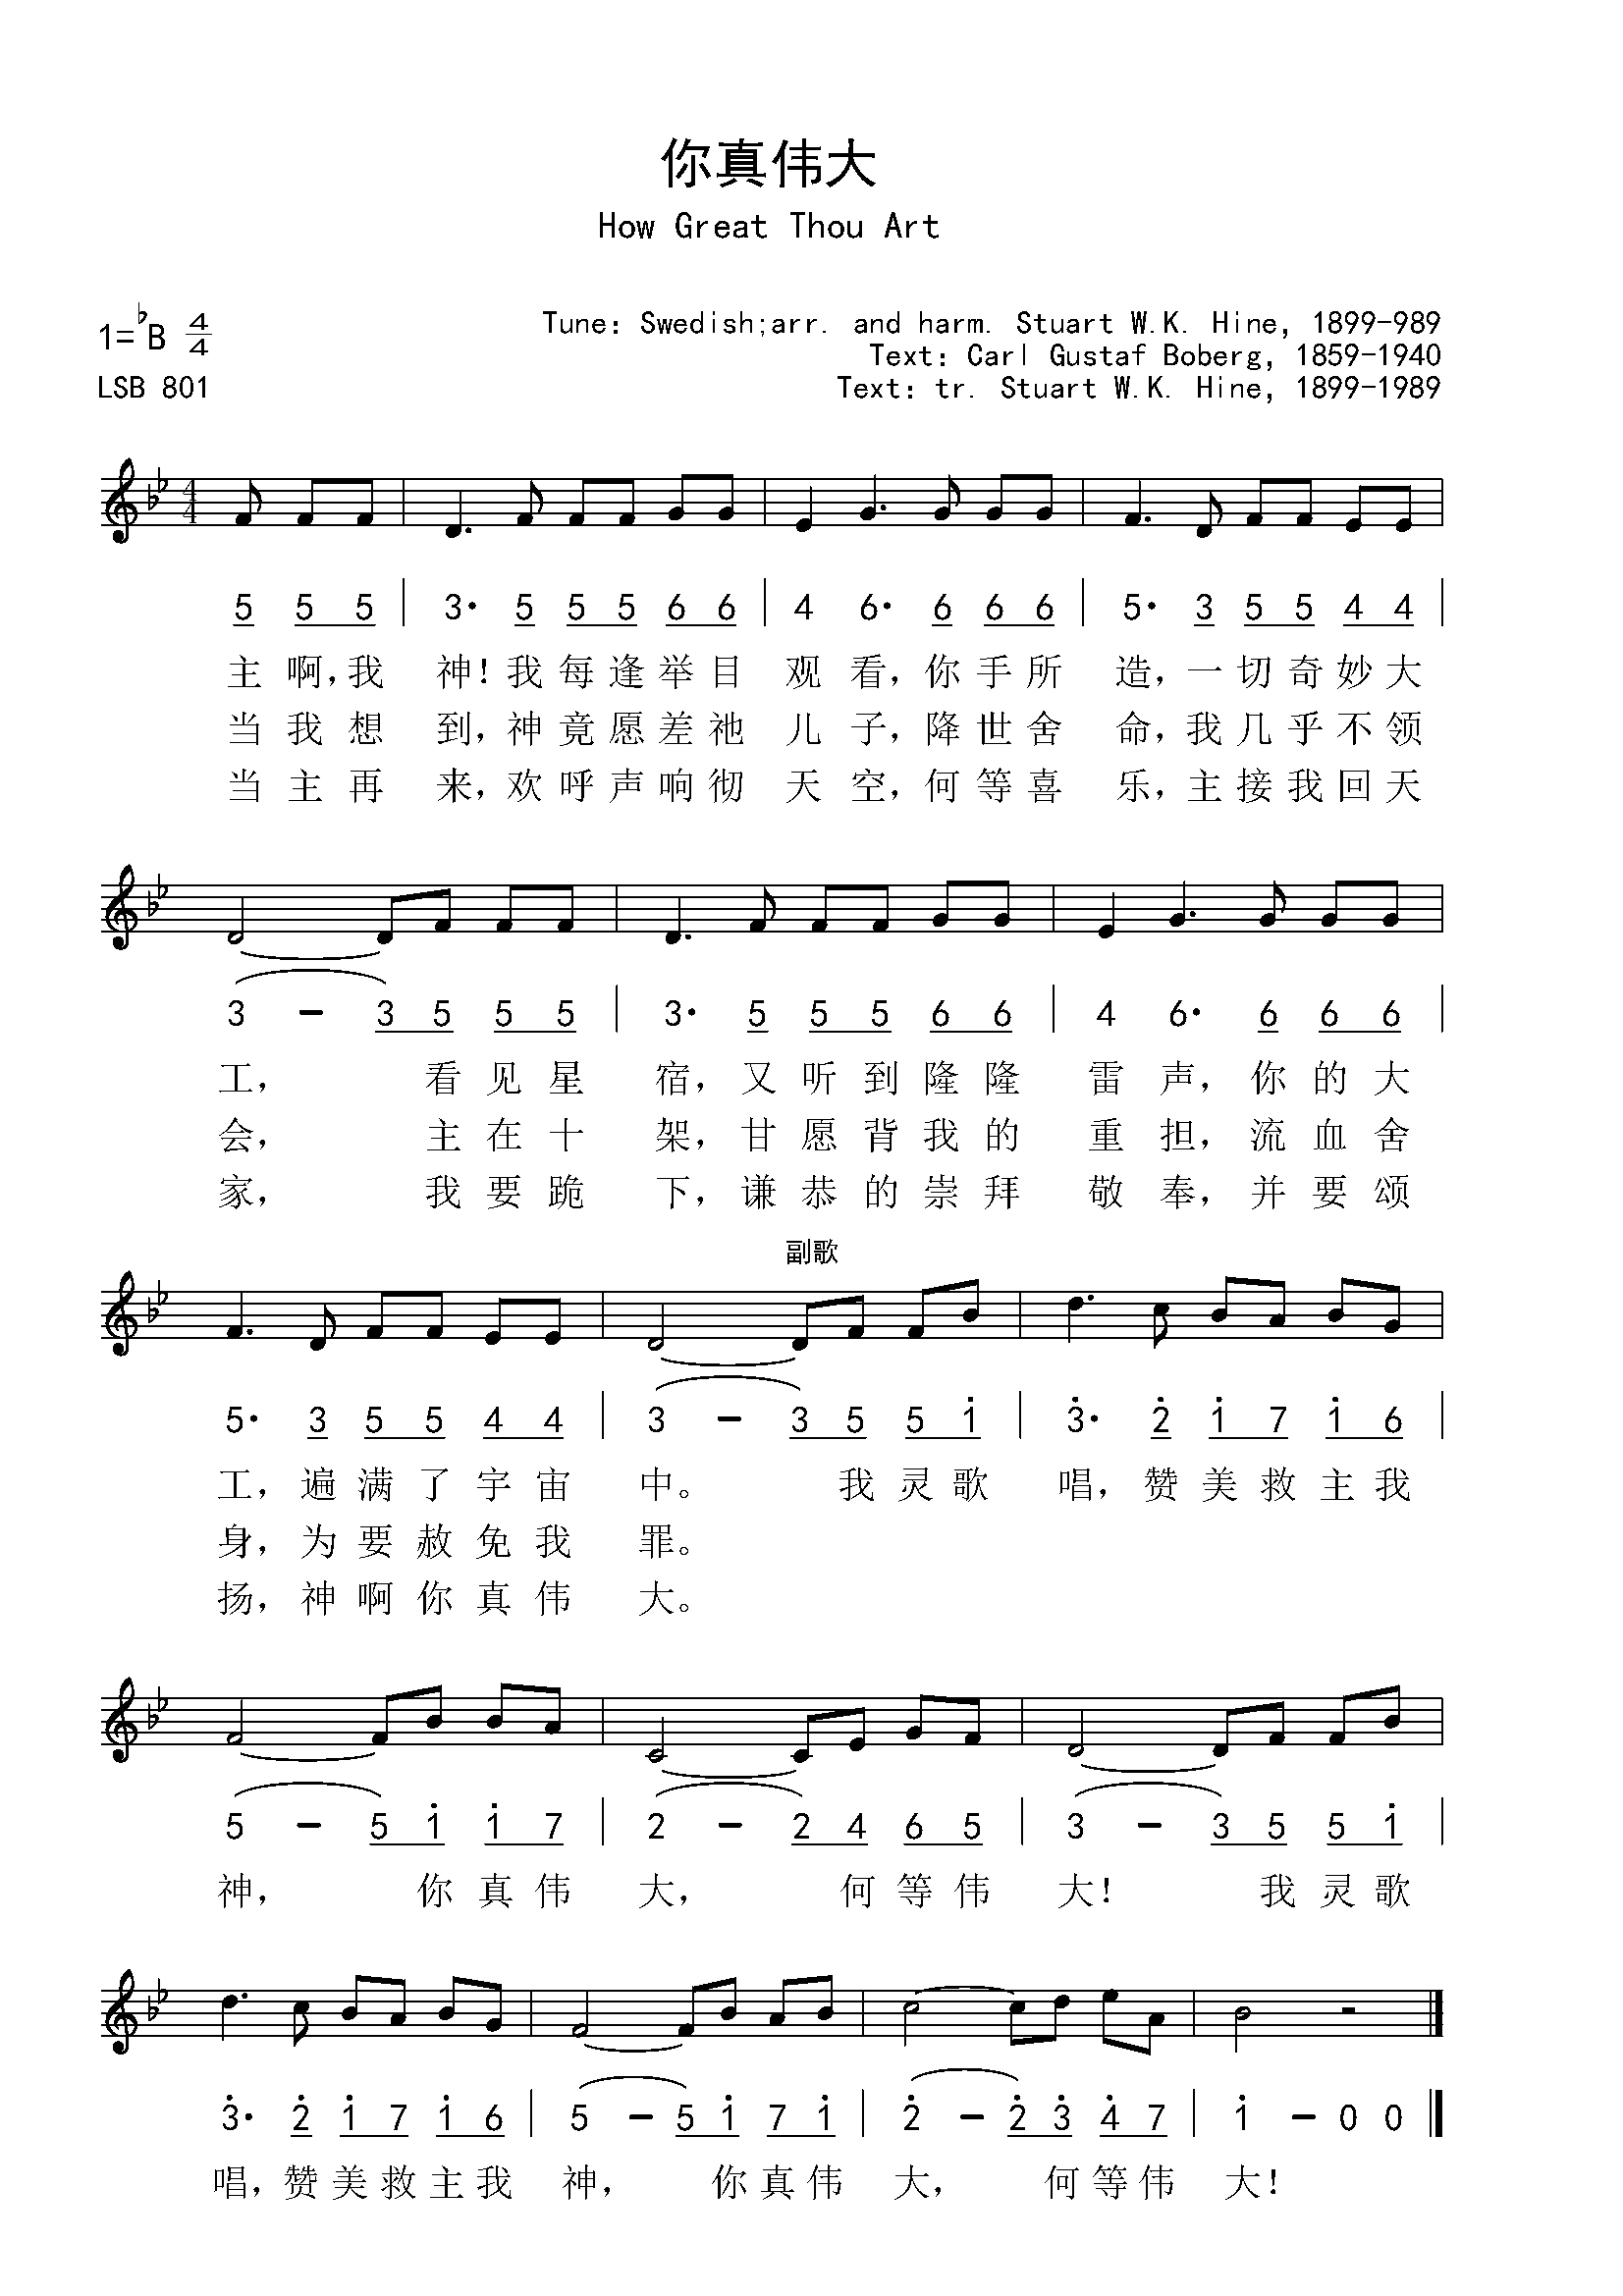 你真伟大
How Great Thou Art
1=♭B 4/4
Tune: Swedish;arr. and harm. Stuart W.K. Hine, 1899-989
Text: Carl Gustaf Boberg, 1859-1940
LSB 801
Text: tr. Stuart W.K. Hine, 1899-1989
5 5 5 | 3· 5 5 5 6 6 | 4 6· 6 6 6 | 5· 3 5 5 4 4 |
主 啊,我 神!我 每 逢 举 目 观 看,你 手 所 造,一 切 奇 妙 大
当 我 想 到,神 竟 愿 差 祂 儿 子,降 世 舍 命,我 几 乎 不 领
当 主 再 来,欢 呼 声 响 彻 天 空,何 等 喜 乐,主 接 我 回 天
(3 - 3) 5 5 5 | 3· 5 5 5 6 6 | 4 6· 6 6 6 |
工, 看 见 星 宿,又 听 到 隆 隆 雷 声,你 的 大
会, 主 在 十 架,甘 愿 背 我 的 重 担,流 血 舍
家, 我 要 跪 下,谦 恭 的 崇 拜 敬 奉,并 要 颂
副歌
5· 3 5 5 4 4 | (3 - 3) 5 5 1̇ | 3̇· 2̇ 1̇ 7 1̇ 6 |
工,遍 满 了 宇 宙 中。 我 灵 歌 唱,赞 美 救 主 我
身,为 要 赦 免 我 罪。
扬,神 啊 你 真 伟 大。
(5 - 5) 1̇ 1̇ 7 | (2 - 2) 4 6 5 | (3 - 3) 5 5 1̇ |
神, 你 真 伟 大, 何 等 伟 大! 我 灵 歌
3̇· 2̇ 1̇ 7 1̇ 6 | (5 - 5) 1̇ 7 1̇ | (2̇ - 2̇) 3̇ 4̇ 7 | 1̇ - 0 0 ‖
唱,赞 美 救 主 我 神, 你 真 伟 大, 何 等 伟 大!